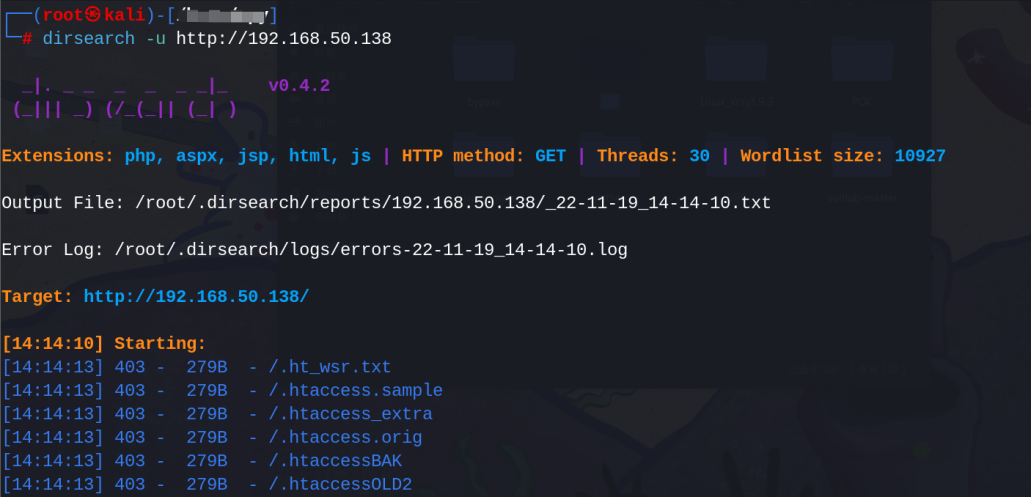 (root㉿kali)-[
# dirsearch -u http://192.168.50.138
_|. _ _  _  _  _ _|_    v0.4.2
(_||| _) (/_(_|| (_| )
Extensions: php, aspx, jsp, html, js | HTTP method: GET | Threads: 30 | Wordlist size: 10927
Output File: /root/.dirsearch/reports/192.168.50.138/_22-11-19_14-14-10.txt
Error Log: /root/.dirsearch/logs/errors-22-11-19_14-14-10.log
Target: http://192.168.50.138/
[14:14:10] Starting:
[14:14:13] 403 -  279B  - /.ht_wsr.txt
[14:14:13] 403 -  279B  - /.htaccess.sample
[14:14:13] 403 -  279B  - /.htaccess_extra
[14:14:13] 403 -  279B  - /.htaccess.orig
[14:14:13] 403 -  279B  - /.htaccessBAK
[14:14:13] 403 -  279B  - /.htaccessOLD2